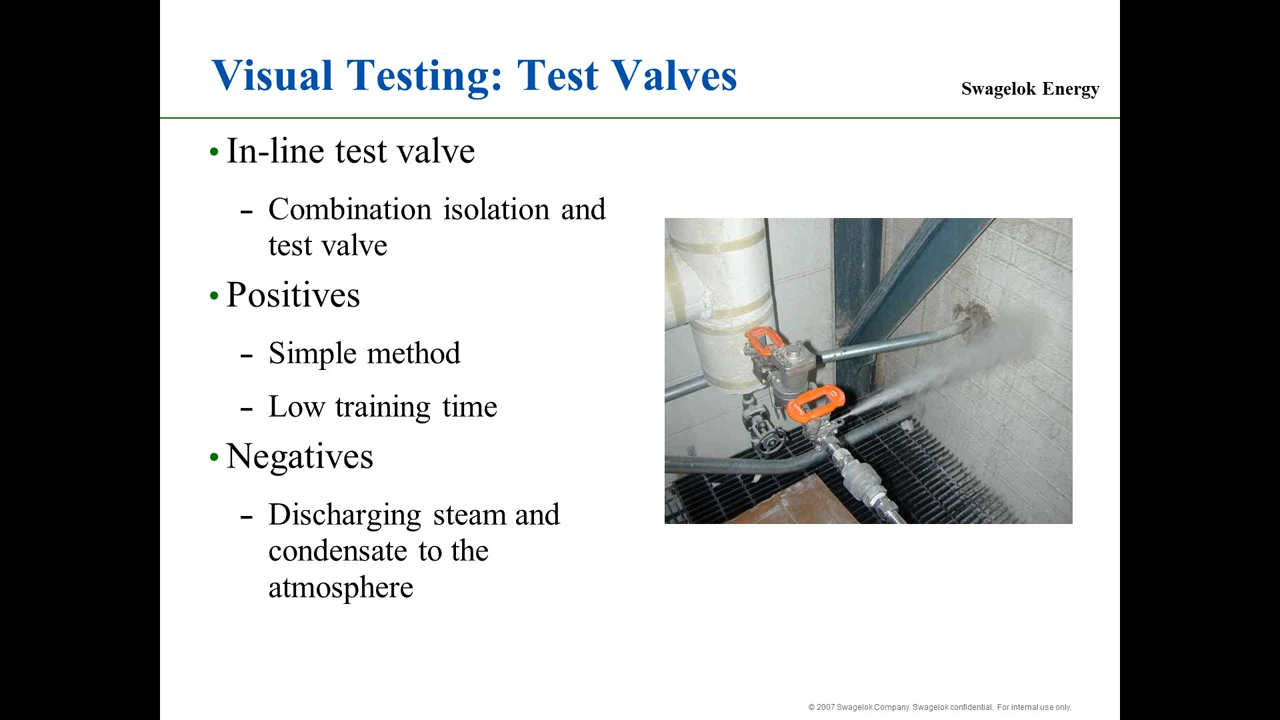 Visual Testing: Test Valves
Swagelok Energy
• In-line test valve
– Combination isolation and
test valve
• Positives
– Simple method
– Low training time
• Negatives
– Discharging steam and
condensate to the
atmosphere
© 2007 Swagelok Company. Swagelok confidential. For internal use only.